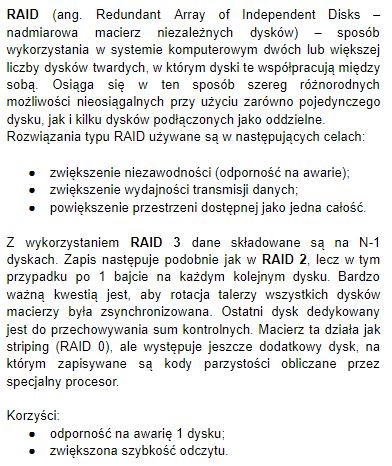 RAID (ang. Redundant Array of Independent Disks –
nadmiarowa macierz niezależnych dysków) – sposób
wykorzystania w systemie komputerowym dwóch lub większej
liczby dysków twardych, w którym dyski te współpracują między
sobą. Osiąga się w ten sposób szereg różnorodnych
możliwości nieosiągalnych przy użyciu zarówno pojedynczego
dysku, jak i kilku dysków podłączonych jako oddzielne.
Rozwiązania typu RAID używane są w następujących celach:
● zwiększenie niezawodności (odporność na awarie);
● zwiększenie wydajności transmisji danych;
● powiększenie przestrzeni dostępnej jako jedna całość.
Z wykorzystaniem RAID 3 dane składowane są na N-1
dyskach. Zapis następuje podobnie jak w RAID 2, lecz w tym
przypadku po 1 bajcie na każdym kolejnym dysku. Bardzo
ważną kwestią jest, aby rotacja talerzy wszystkich dysków
macierzy była zsynchronizowana. Ostatni dysk dedykowany
jest do przechowywania sum kontrolnych. Macierz ta działa jak
striping (RAID 0), ale występuje jeszcze dodatkowy dysk, na
którym zapisywane są kody parzystości obliczane przez
specjalny procesor.
Korzyści:
● odporność na awarię 1 dysku;
● zwiększona szybkość odczytu.